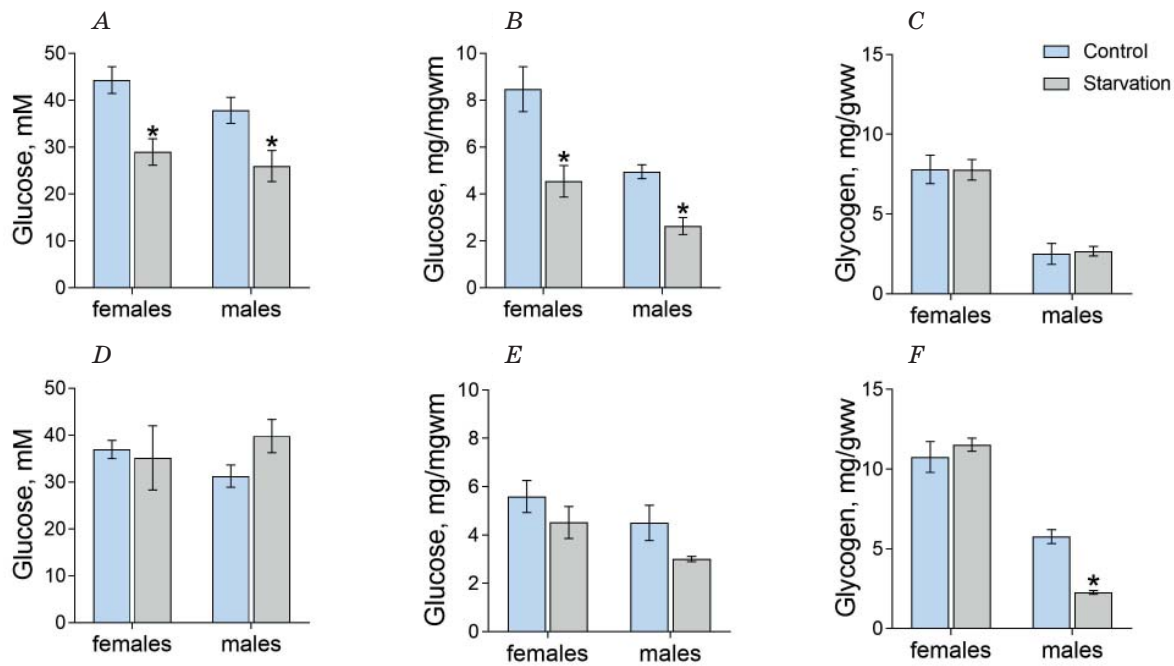 A
B
C
Glucose, mM
50
40
30
20
10
0
*
*
females
males
Glucose, mg/mgwm
10
8
6
4
2
0
*
*
females
males
Glycogen, mg/gww
15
10
5
0
females
males
Control
Starvation
D
E
F
Glucose, mM
50
40
30
20
10
0
females
males
Glucose, mg/mgwm
10
8
6
4
2
0
females
males
Glycogen, mg/gww
15
10
5
0
*
females
males